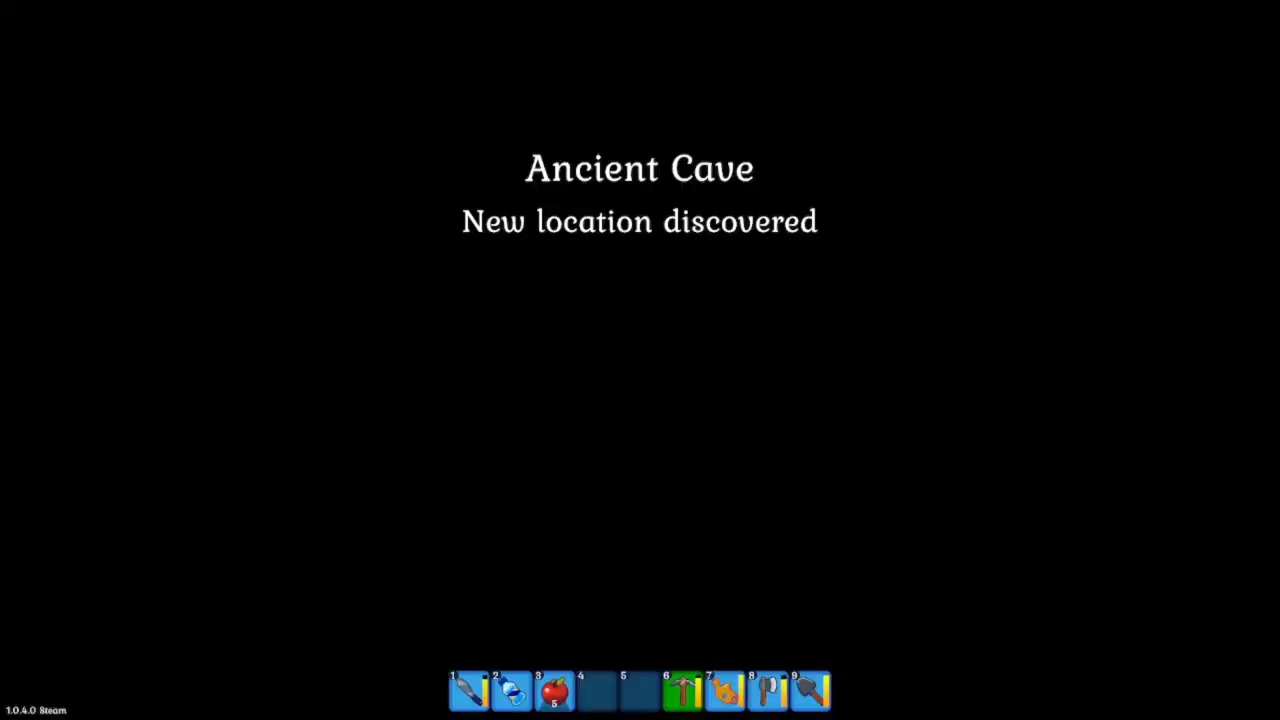 Ancient Cave
New location discovered
1 2 3 4 5 6 7 8 9
5
1.0.4.0 Steam